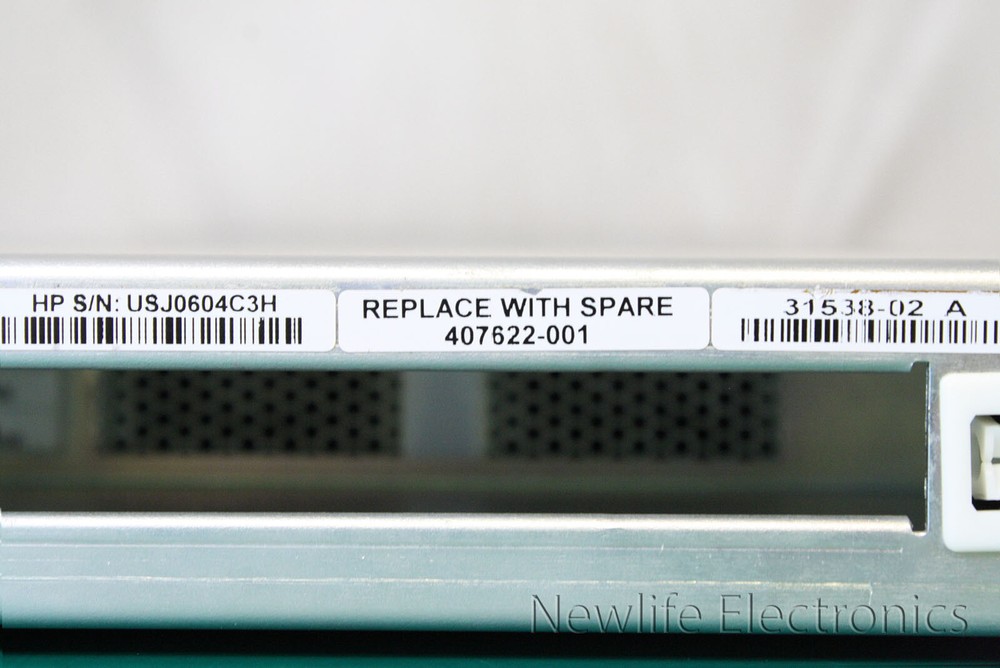 HP S/N: USJ0604C3H
REPLACE WITH SPARE
407622-001
31538-02 A
Newlife Electronics